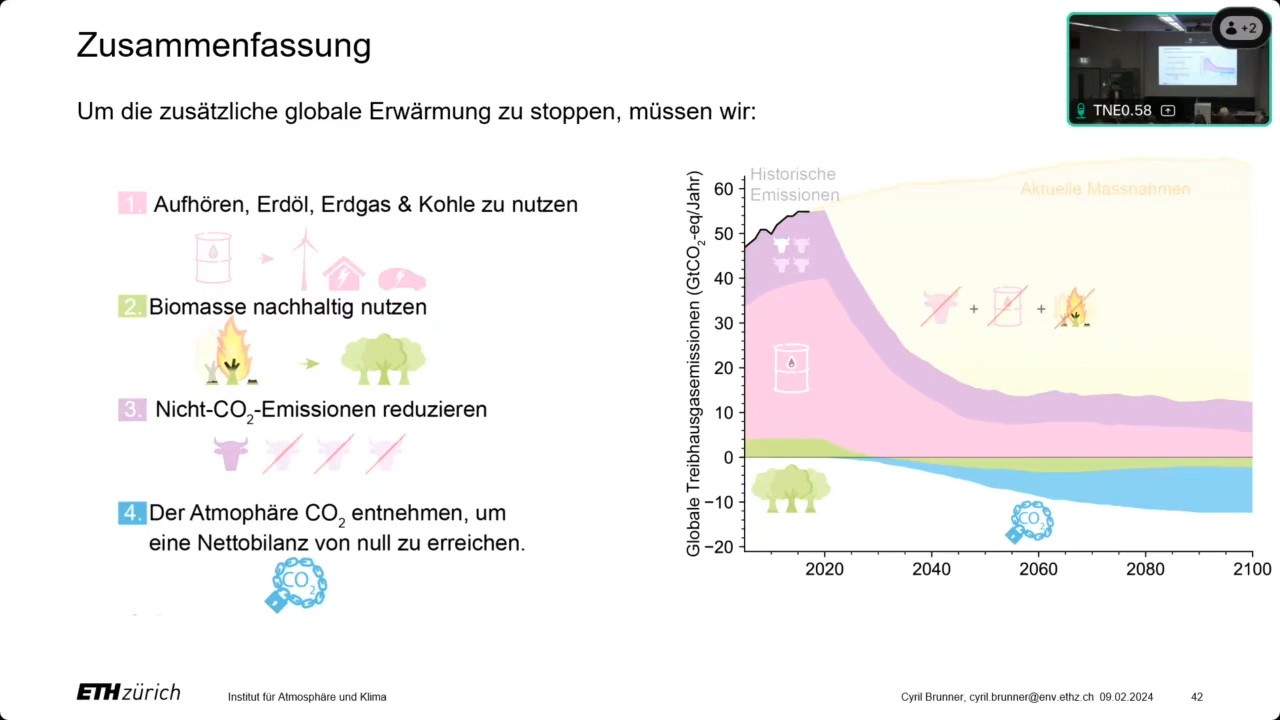 Zusammenfassung
+2
TNE0.58
Um die zusätzliche globale Erwärmung zu stoppen, müssen wir:
1. Aufhören, Erdöl, Erdgas & Kohle zu nutzen
2. Biomasse nachhaltig nutzen
3. Nicht-CO2-Emissionen reduzieren
4. Der Atmophäre CO2 entnehmen, um
eine Nettobilanz von null zu erreichen.
CO2
Globale Treibhausgasemissionen (GtCO2-eq/Jahr)
60
50
40
30
20
10
0
−10
−20
Historische
Emissionen
Aktuelle Massnahmen
+ +
CO2
2020 2040 2060 2080 2100
ETH zürich
Institut für Atmosphäre und Klima
Cyril Brunner, cyril.brunner@env.ethz.ch 09.02.2024 42